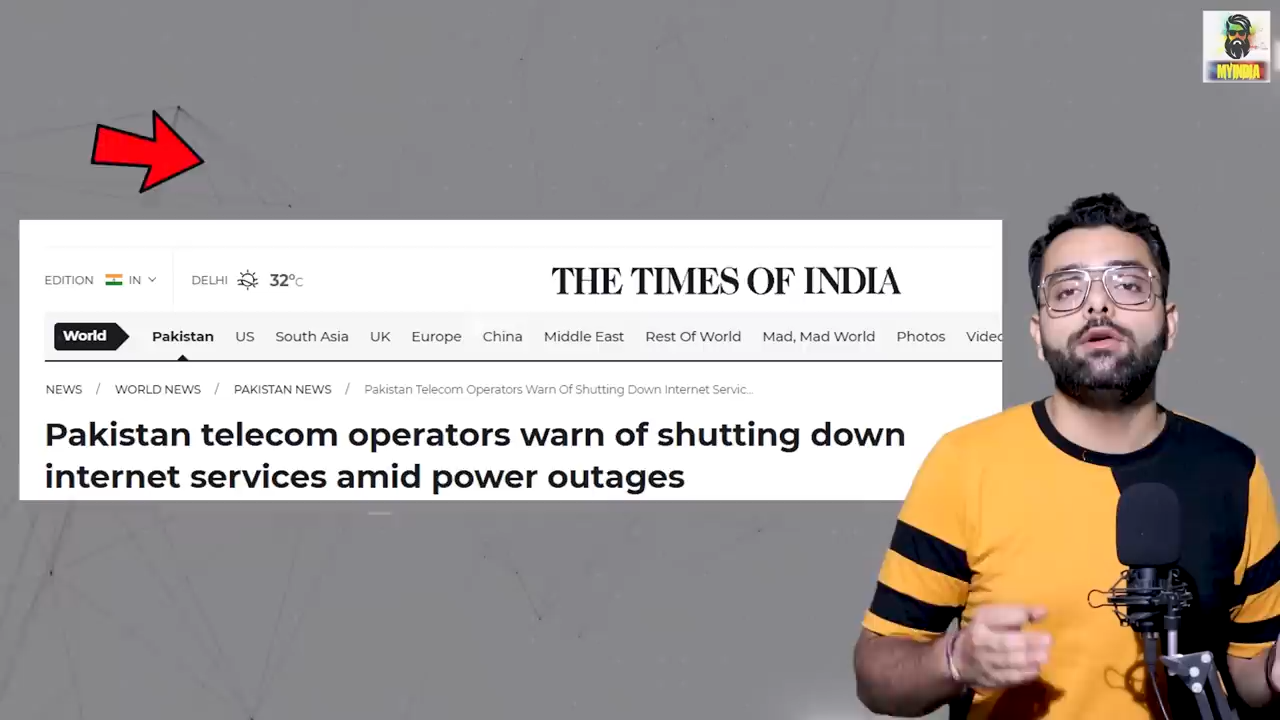 MYINDIA
EDITION IN DELHI 32°C THE TIMES OF INDIA
World Pakistan US South Asia UK Europe China Middle East Rest Of World Mad, Mad World Photos Videc
NEWS / WORLD NEWS / PAKISTAN NEWS / Pakistan Telecom Operators Warn Of Shutting Down Internet Servic...
Pakistan telecom operators warn of shutting down
internet services amid power outages